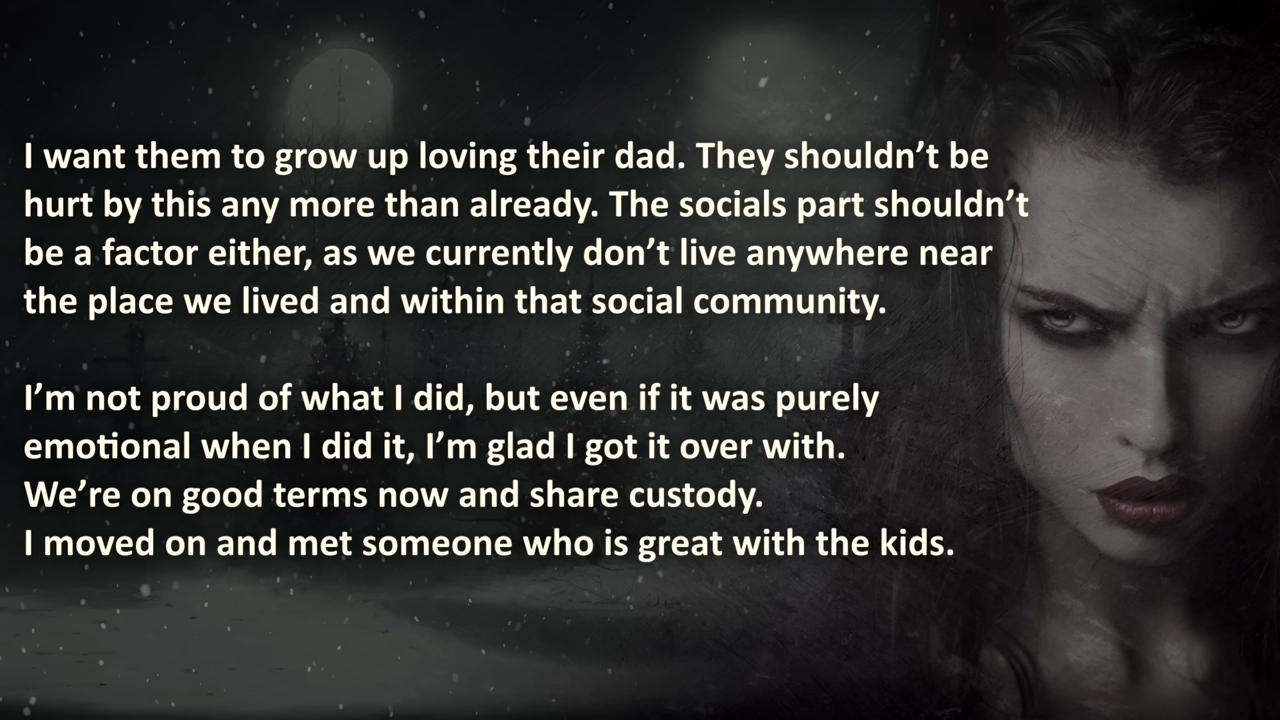 I want them to grow up loving their dad. They shouldn’t be
hurt by this any more than already. The socials part shouldn’t
be a factor either, as we currently don’t live anywhere near
the place we lived and within that social community.
I’m not proud of what I did, but even if it was purely
emotional when I did it, I’m glad I got it over with.
We’re on good terms now and share custody.
I moved on and met someone who is great with the kids.